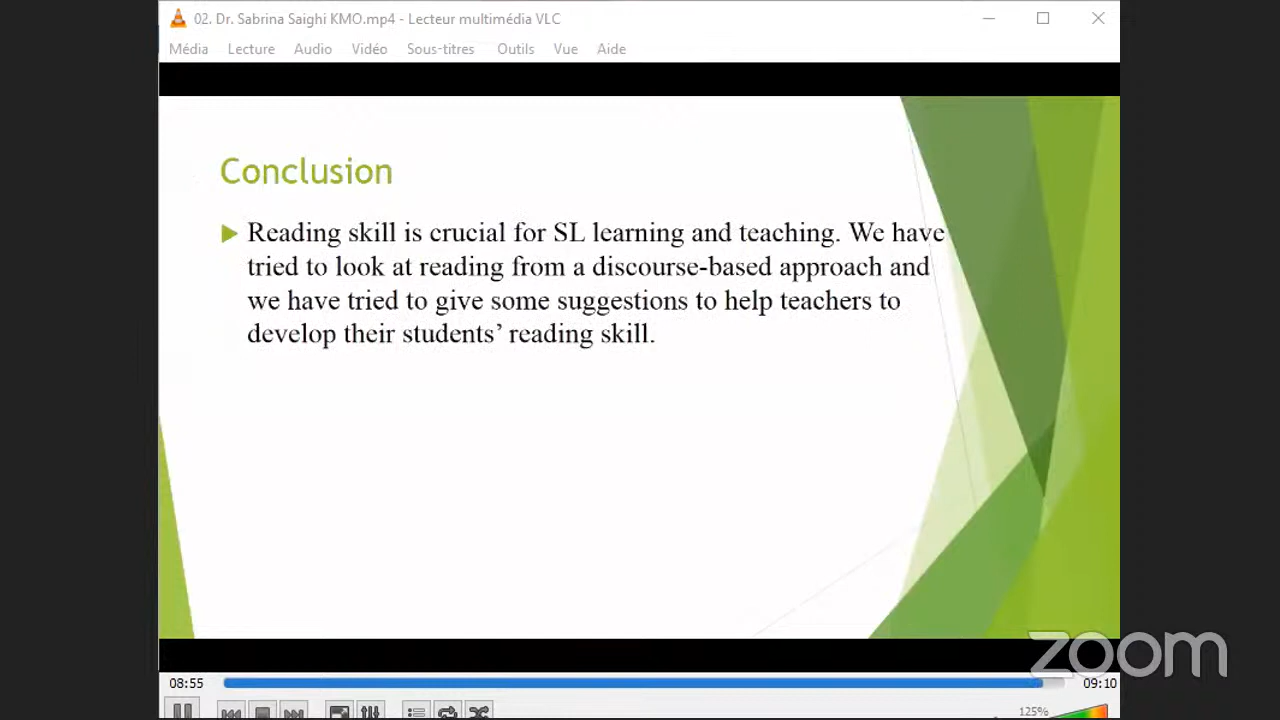 02. Dr. Sabrina Saighi KMO.mp4 - Lecteur multimédia VLC
Média Lecture Audio Vidéo Sous-titres Outils Vue Aide
Conclusion
Reading skill is crucial for SL learning and teaching. We have
tried to look at reading from a discourse-based approach and
we have tried to give some suggestions to help teachers to
develop their students’ reading skill.
zoom
08:55 09:10
125%